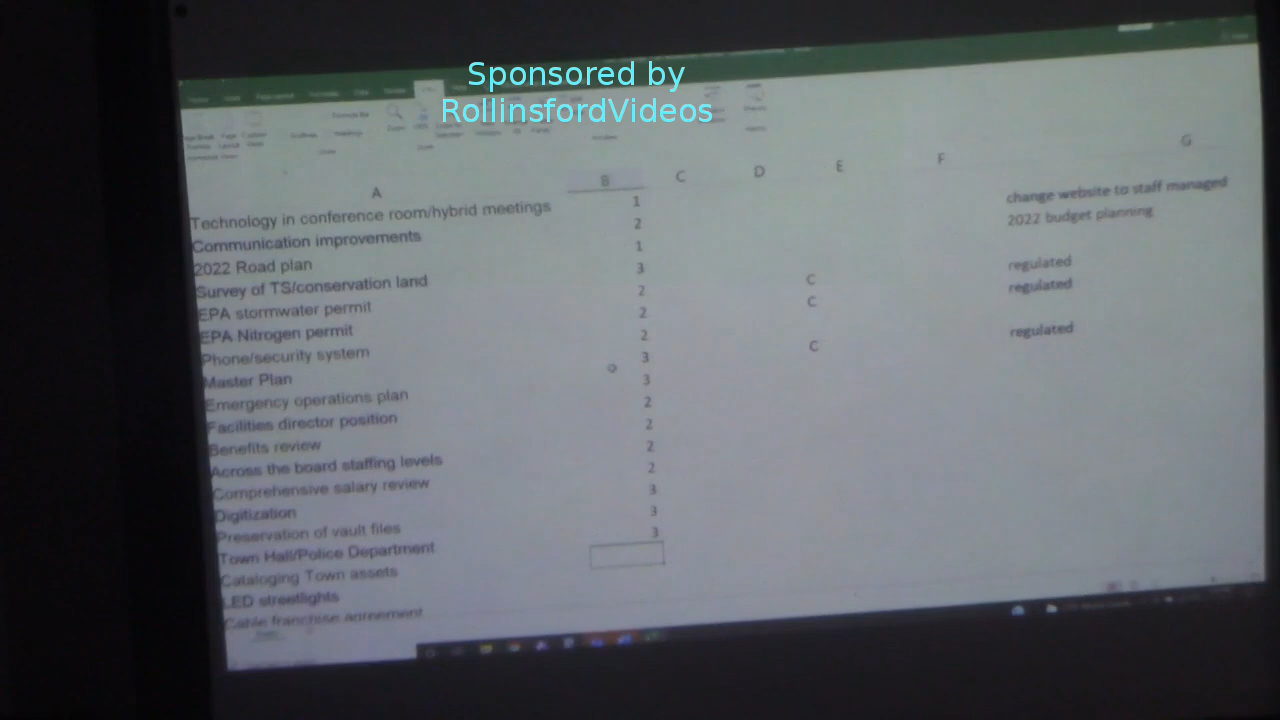 Sponsored by
RollinsfordVideos
A B C D E F G
Technology in conference room/hybrid meetings 1
Communication improvements 2 change website to staff managed
2022 Road plan 1 2022 budget planning
Survey of TS/conservation land 3
EPA stormwater permit 2 C regulated
EPA Nitrogen permit 2 C regulated
Phone/security system 2
Master Plan 3 C regulated
Emergency operations plan 3
Facilities director position 2
Benefits review 2
Across the board staffing levels 2
Comprehensive salary review 2
Digitization 3
Preservation of vault files 3
Town Hall/Police Department 3
Cataloging Town assets
LED streetlights
Cable franchise agreement